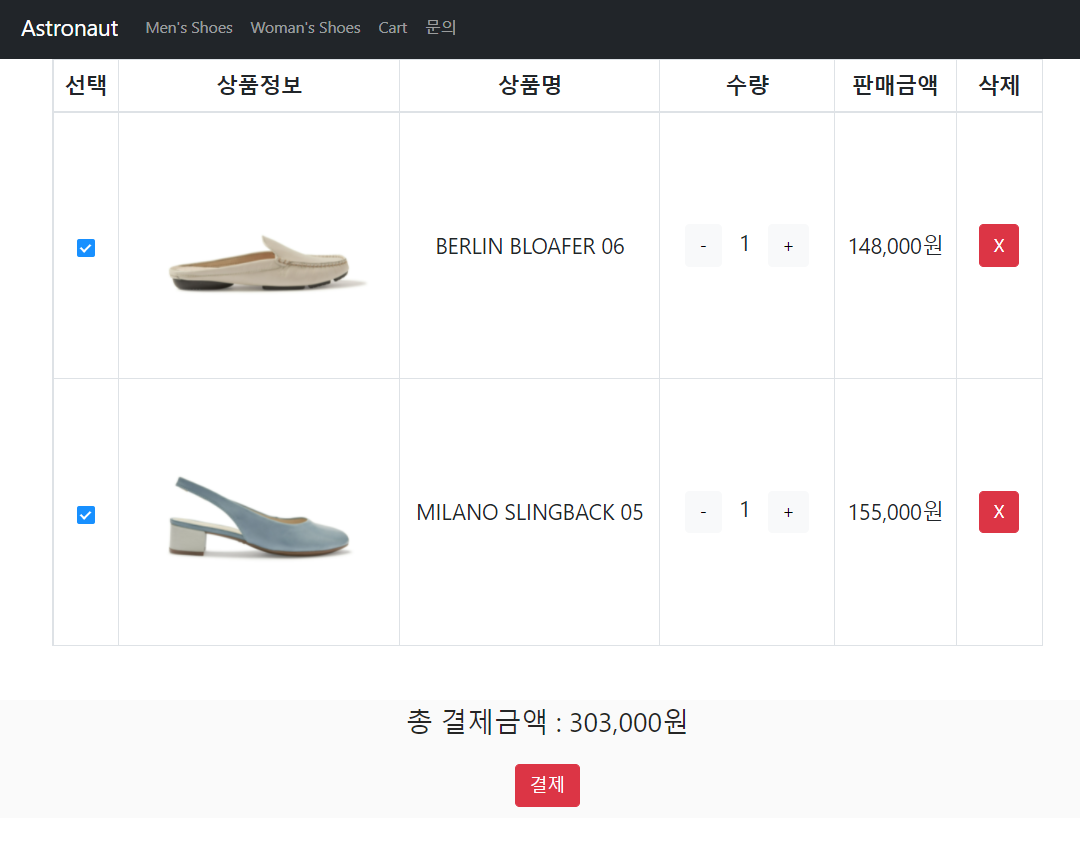 Astronaut Men's Shoes Woman's Shoes Cart 문의
선택 상품정보 상품명 수량 판매금액 삭제
BERLIN BLOAFER 06 - 1 + 148,000원 X
MILANO SLINGBACK 05 - 1 + 155,000원 X
총 결제금액 : 303,000원
결제